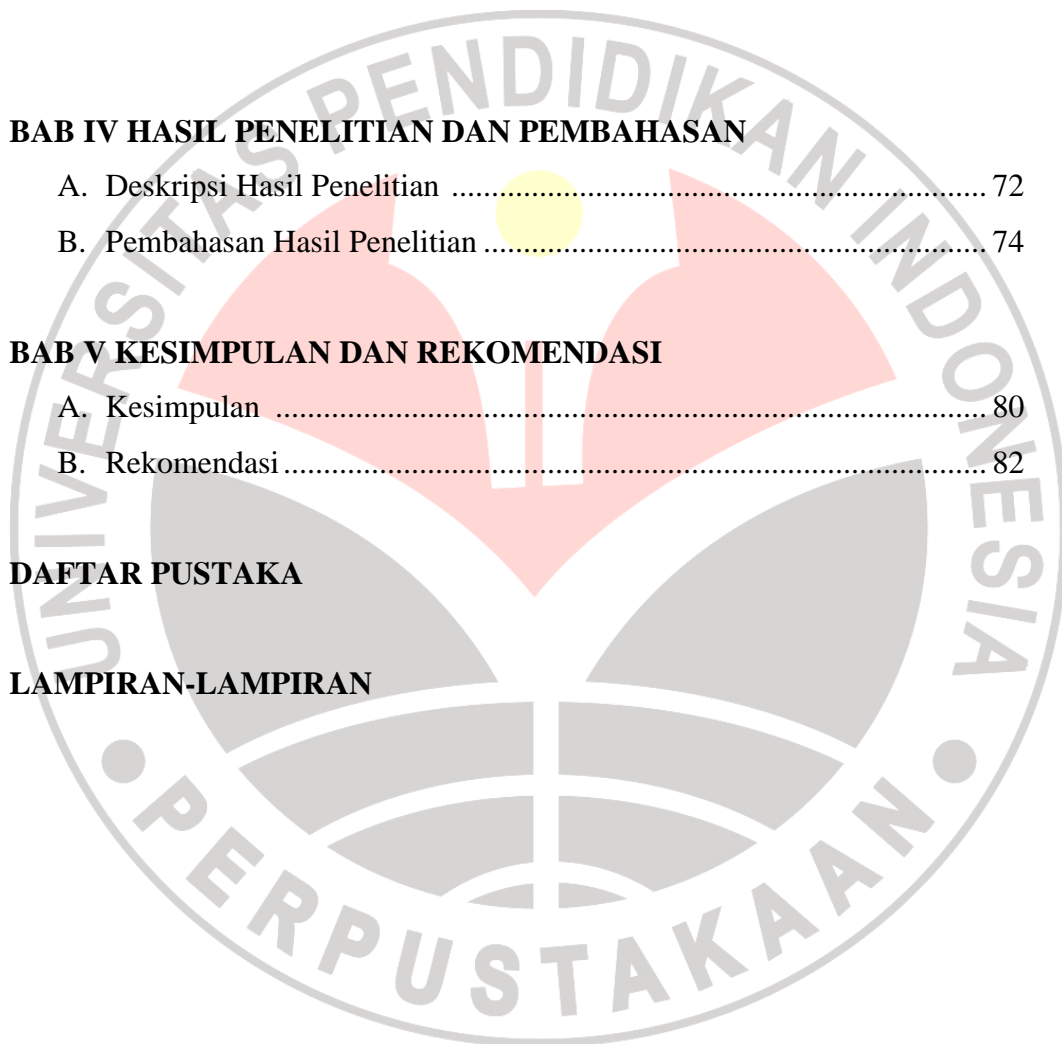 BAB IV HASIL PENELITIAN DAN PEMBAHASAN
A. Deskripsi Hasil Penelitian ........................................................................ 72
B. Pembahasan Hasil Penelitian .................................................................. 74
BAB V KESIMPULAN DAN REKOMENDASI
A. Kesimpulan ............................................................................................. 80
B. Rekomendasi ........................................................................................... 82
DAFTAR PUSTAKA
LAMPIRAN-LAMPIRAN
UNIVERSITAS PENDIDIKAN INDONESIA
PERPUSTAKAAN